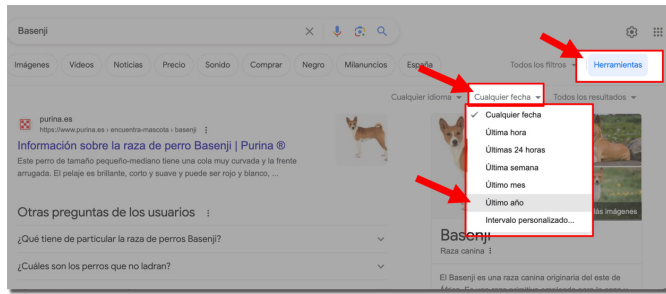 Basenji
Imágenes
Vídeos
Noticias
Precio
Sonido
Comprar
Negro
Milanuncios
España
Todos los filtros
Herramientas
Cualquier idioma
Cualquier fecha
Todos los resultados
Cualquier fecha
Última hora
Últimas 24 horas
Última semana
Último mes
Último año
Intervalo personalizado...
purina.es
https://www.purina.es › encuentra-mascota › basenji
Información sobre la raza de perro Basenji | Purina ®
Este perro de tamaño pequeño-mediano tiene una cola muy curvada y la frente
arrugada. El pelaje es brillante, corto y suave y puede ser rojo y blanco, ...
Otras preguntas de los usuarios
¿Qué tiene de particular la raza de perros Basenji?
¿Cuáles son los perros que no ladran?
ás imágenes
Basenji
Raza canina
El Basenji es una raza canina originaria del este de